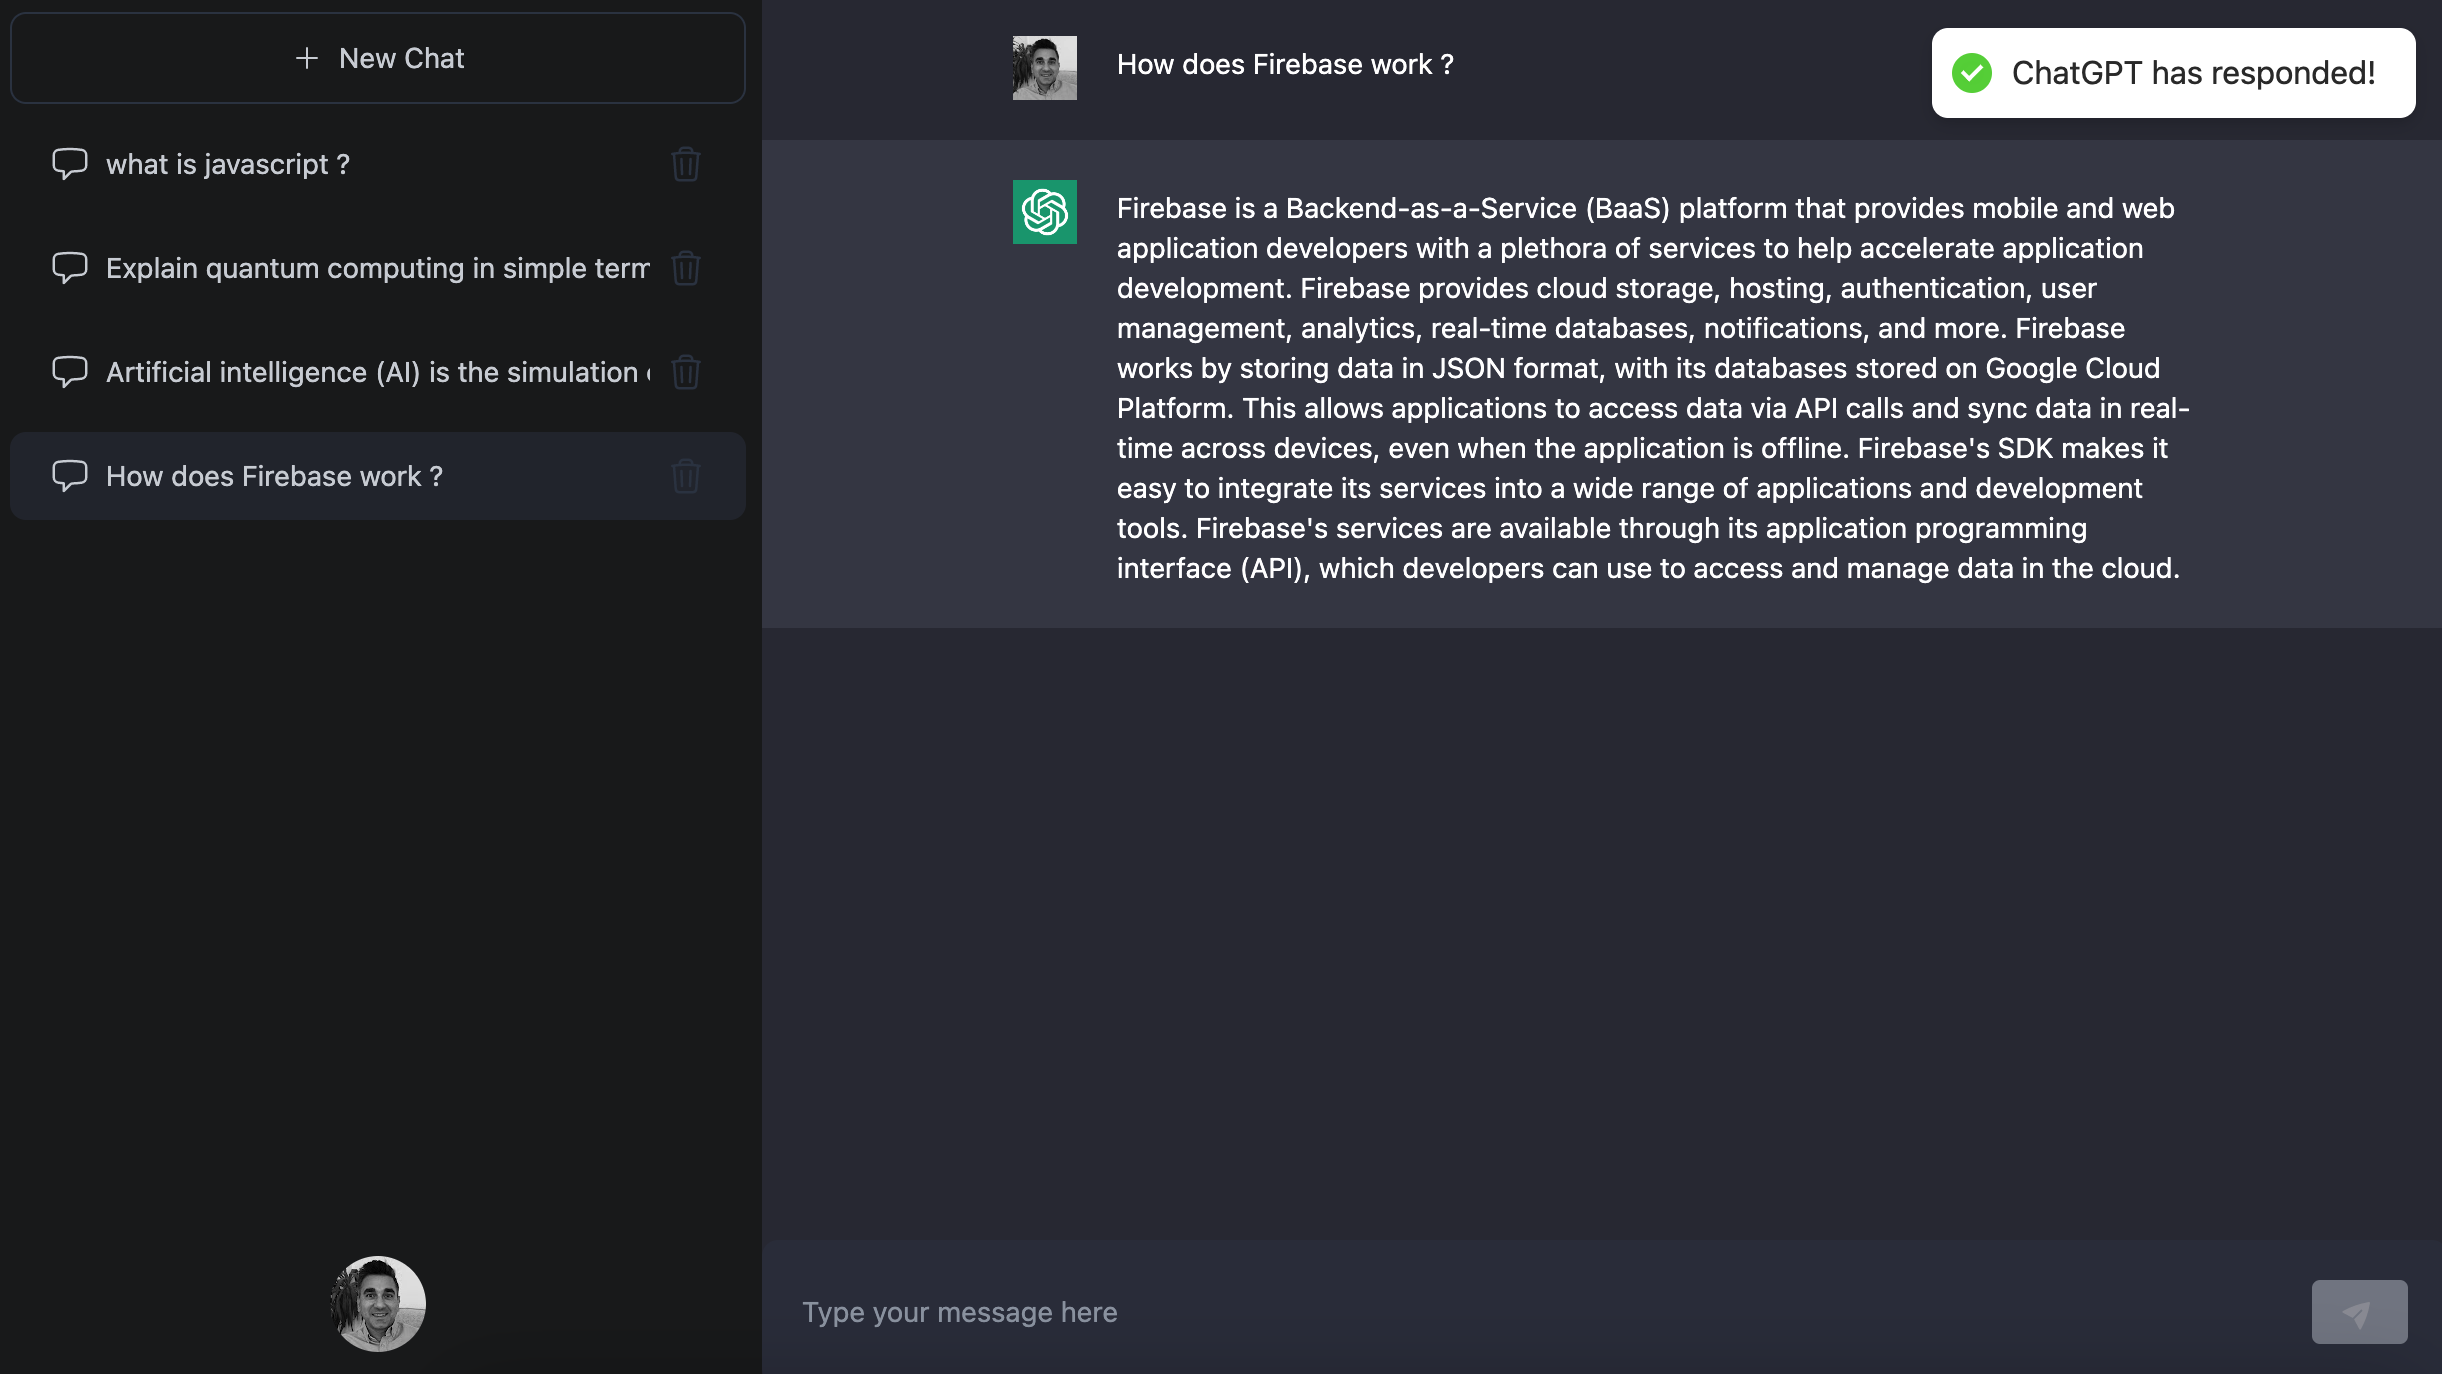 New Chat
what is javascript ?
Explain quantum computing in simple term
Artificial intelligence (AI) is the simulation
How does Firebase work ?
How does Firebase work ?
ChatGPT has responded!
Firebase is a Backend-as-a-Service (BaaS) platform that provides mobile and web
application developers with a plethora of services to help accelerate application
development. Firebase provides cloud storage, hosting, authentication, user
management, analytics, real-time databases, notifications, and more. Firebase
works by storing data in JSON format, with its databases stored on Google Cloud
Platform. This allows applications to access data via API calls and sync data in real-
time across devices, even when the application is offline. Firebase's SDK makes it
easy to integrate its services into a wide range of applications and development
tools. Firebase's services are available through its application programming
interface (API), which developers can use to access and manage data in the cloud.
Type your message here